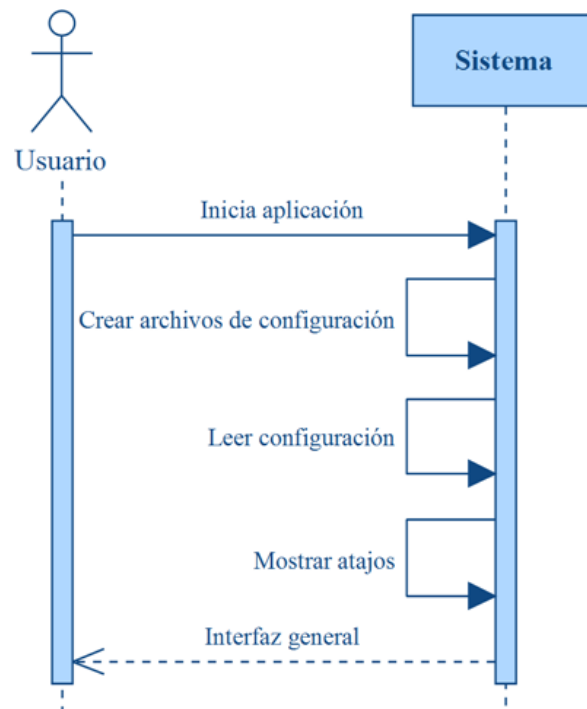 Sistema
Usuario
Inicia aplicación
Crear archivos de configuración
Leer configuración
Mostrar atajos
Interfaz general